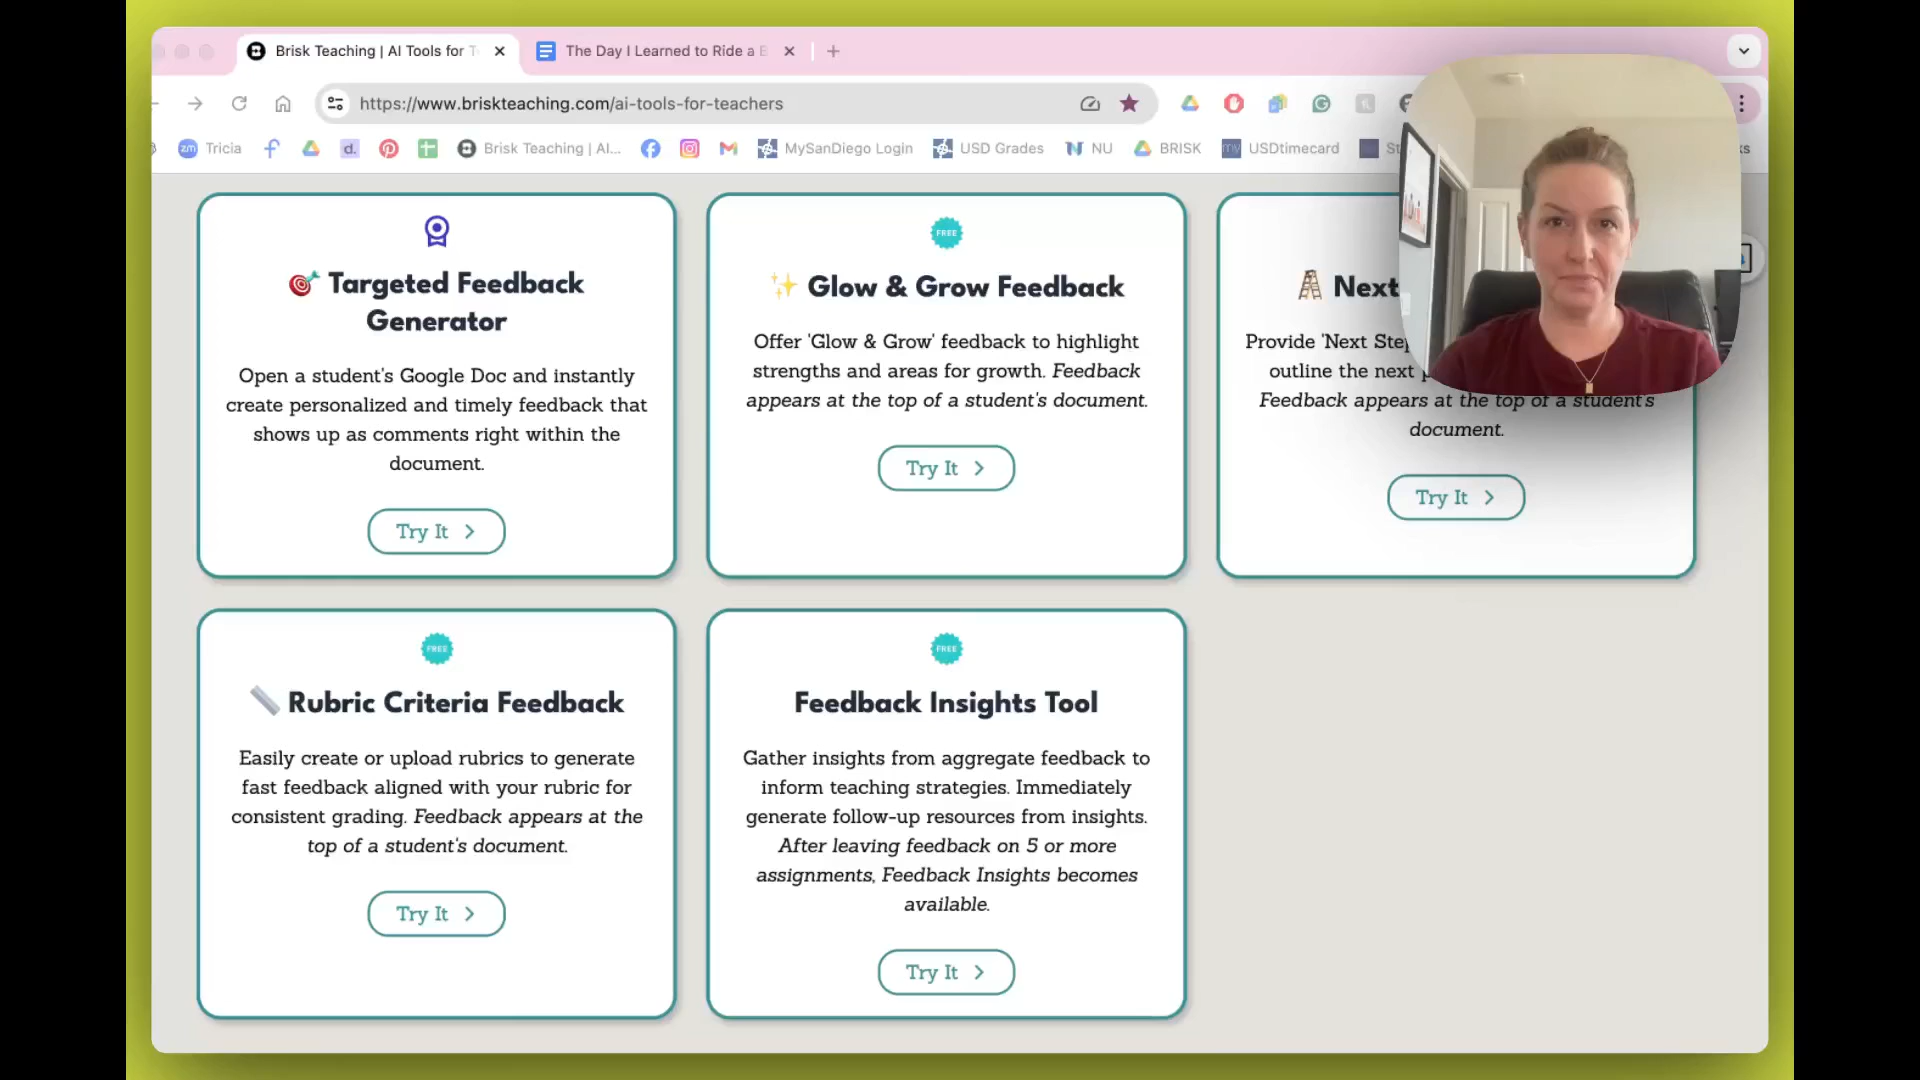 Brisk Teaching | AI Tools for T
The Day I Learned to Ride a B
https://www.briskteaching.com/ai-tools-for-teachers
zm Tricia
d.
Brisk Teaching | AI...
MySanDiego Login
USD Grades
NU
BRISK
my USDtimecard
St
ks
🎯 Targeted Feedback
Generator
Open a student's Google Doc and instantly
create personalized and timely feedback that
shows up as comments right within the
document.
Try It >
FREE
✨ Glow & Grow Feedback
Offer 'Glow & Grow' feedback to highlight
strengths and areas for growth. Feedback
appears at the top of a student's document.
Try It >
🪜 Next
Provide 'Next Step
outline the next p
Feedback appears at the top of a student's
document.
Try It >
FREE
📏 Rubric Criteria Feedback
Easily create or upload rubrics to generate
fast feedback aligned with your rubric for
consistent grading. Feedback appears at the
top of a student's document.
Try It >
FREE
Feedback Insights Tool
Gather insights from aggregate feedback to
inform teaching strategies. Immediately
generate follow-up resources from insights.
After leaving feedback on 5 or more
assignments, Feedback Insights becomes
available.
Try It >